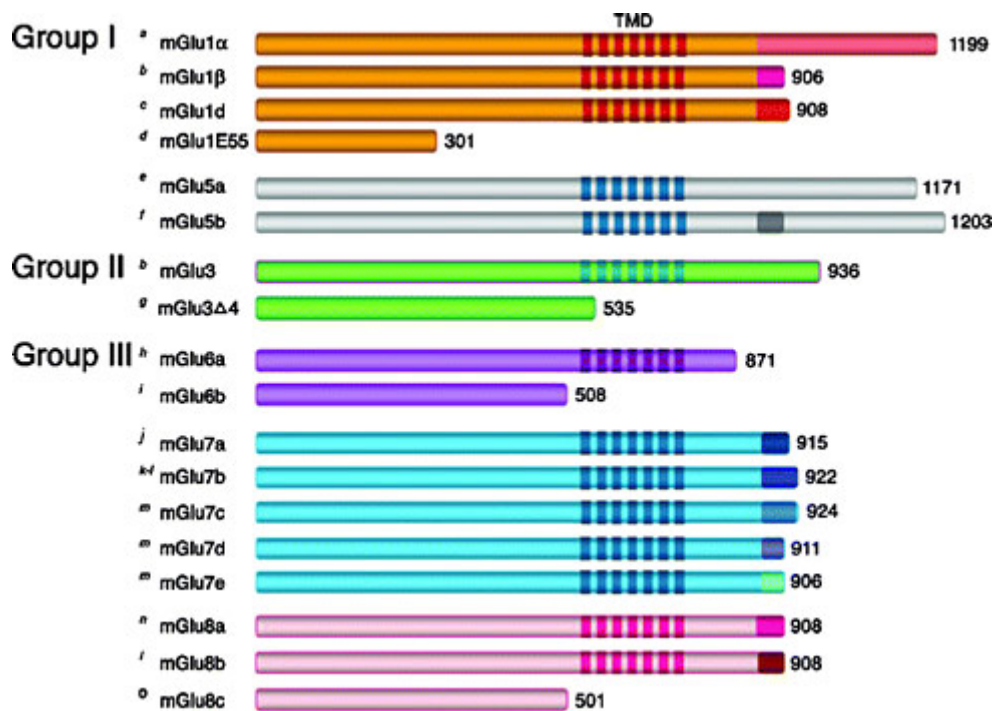 TMD
Group I a mGlu1α 1199
b mGlu1β 906
c mGlu1d 908
d mGlu1E55 301
e mGlu5a 1171
f mGlu5b 1203
Group II b mGlu3 936
g mGlu3Δ4 535
Group III h mGlu6a 871
i mGlu6b 508
j mGlu7a 915
k-l mGlu7b 922
m mGlu7c 924
m mGlu7d 911
m mGlu7e 906
n mGlu8a 908
mGlu8b 908
o mGlu8c 501